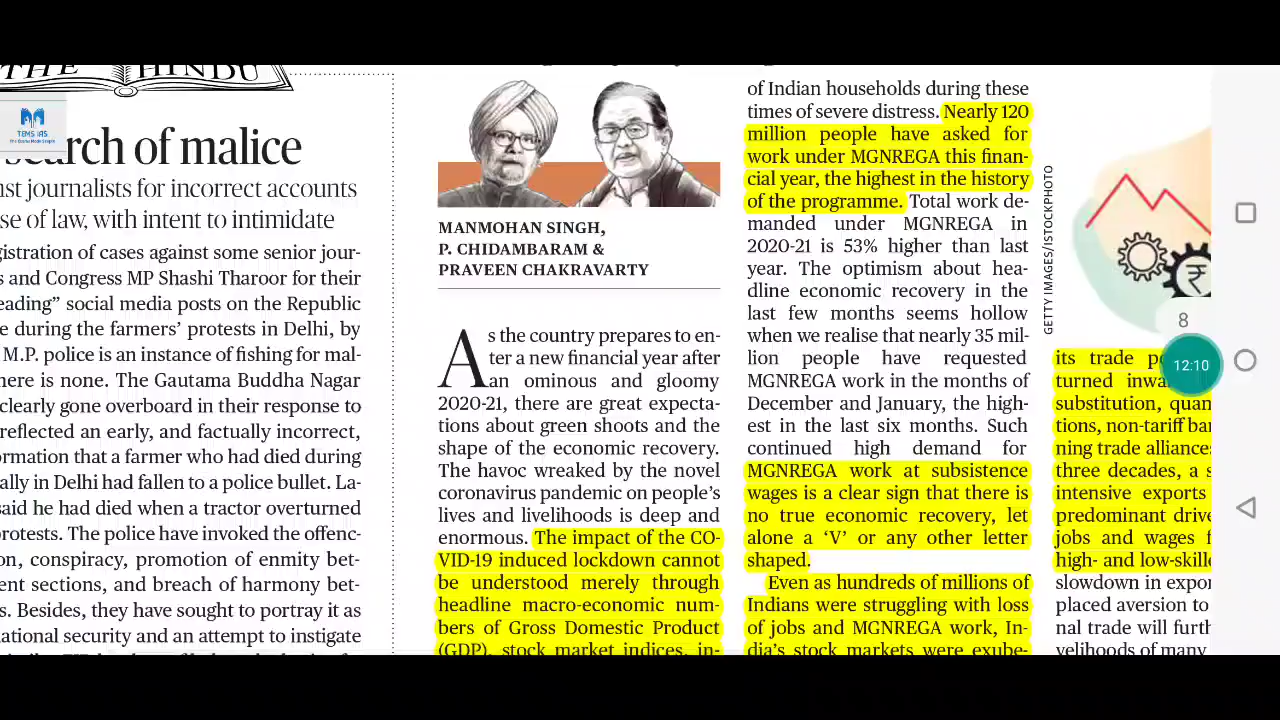 THE HINDU
TEMS IAS
search of malice
nst journalists for incorrect accounts
se of law, with intent to intimidate
gistration of cases against some senior jour-
s and Congress MP Shashi Tharoor for their
eading” social media posts on the Republic
e during the farmers’ protests in Delhi, by
M.P. police is an instance of fishing for mal-
here is none. The Gautama Buddha Nagar
clearly gone overboard in their response to
reflected an early, and factually incorrect,
ormation that a farmer who had died during
ally in Delhi had fallen to a police bullet. La-
said he had died when a tractor overturned
protests. The police have invoked the offenc-
on, conspiracy, promotion of enmity bet-
ent sections, and breach of harmony bet-
s. Besides, they have sought to portray it as
ational security and an attempt to instigate
MANMOHAN SINGH,
P. CHIDAMBARAM &
PRAVEEN CHAKRAVARTY
As the country prepares to en-
ter a new financial year after
an ominous and gloomy
2020-21, there are great expecta-
tions about green shoots and the
shape of the economic recovery.
The havoc wreaked by the novel
coronavirus pandemic on people’s
lives and livelihoods is deep and
enormous. The impact of the CO-
VID-19 induced lockdown cannot
be understood merely through
headline macro-economic num-
bers of Gross Domestic Product
(GDP), stock market indices, in-
of Indian households during these
times of severe distress. Nearly 120
million people have asked for
work under MGNREGA this finan-
cial year, the highest in the history
of the programme. Total work de-
manded under MGNREGA in
2020-21 is 53% higher than last
year. The optimism about hea-
dline economic recovery in the
last few months seems hollow
when we realise that nearly 35 mil-
lion people have requested
MGNREGA work in the months of
December and January, the high-
est in the last six months. Such
continued high demand for
MGNREGA work at subsistence
wages is a clear sign that there is
no true economic recovery, let
alone a ‘V’ or any other letter
shaped.
Even as hundreds of millions of
Indians were struggling with loss
of jobs and MGNREGA work, In-
dia’s stock markets were exube-
GETTY IMAGES/ISTOCKPHOTO
₹
8
12:10
its trade p
turned inwa
substitution, quan
tions, non-tariff bar
ning trade alliance
three decades, a s
intensive exports
predominant drive
jobs and wages f
high- and low-skille
slowdown in expor
placed aversion to
nal trade will furth
velihoods of many